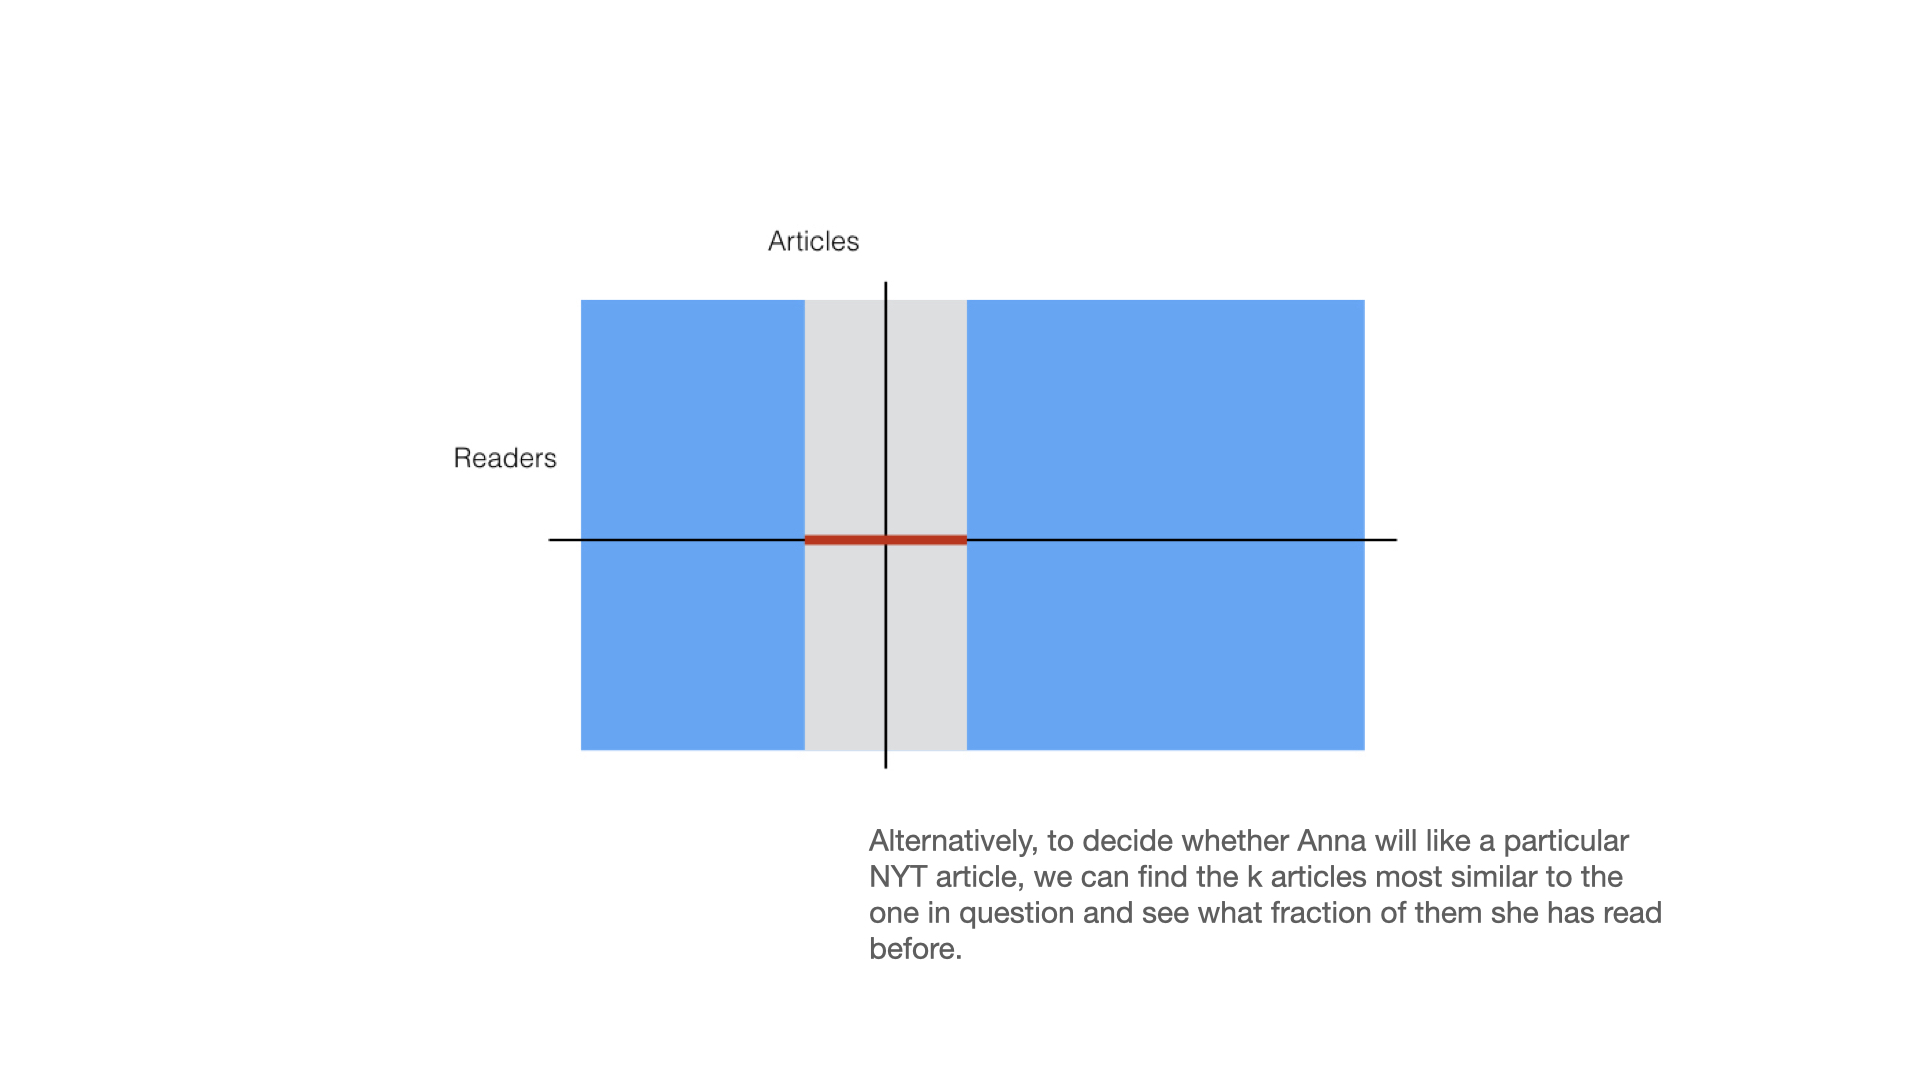 Articles
Readers
Alternatively, to decide whether Anna will like a particular
NYT article, we can find the k articles most similar to the
one in question and see what fraction of them she has read
before.